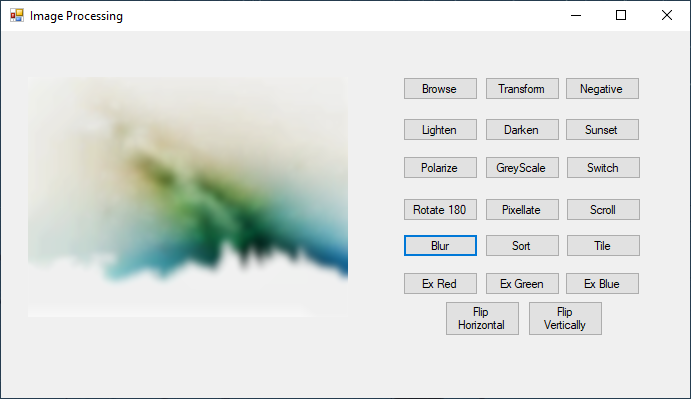 Image Processing
Browse
Transform
Negative
Lighten
Darken
Sunset
Polarize
GreyScale
Switch
Rotate 180
Pixellate
Scroll
Blur
Sort
Tile
Ex Red
Ex Green
Ex Blue
Flip
Horizontal
Flip
Vertically